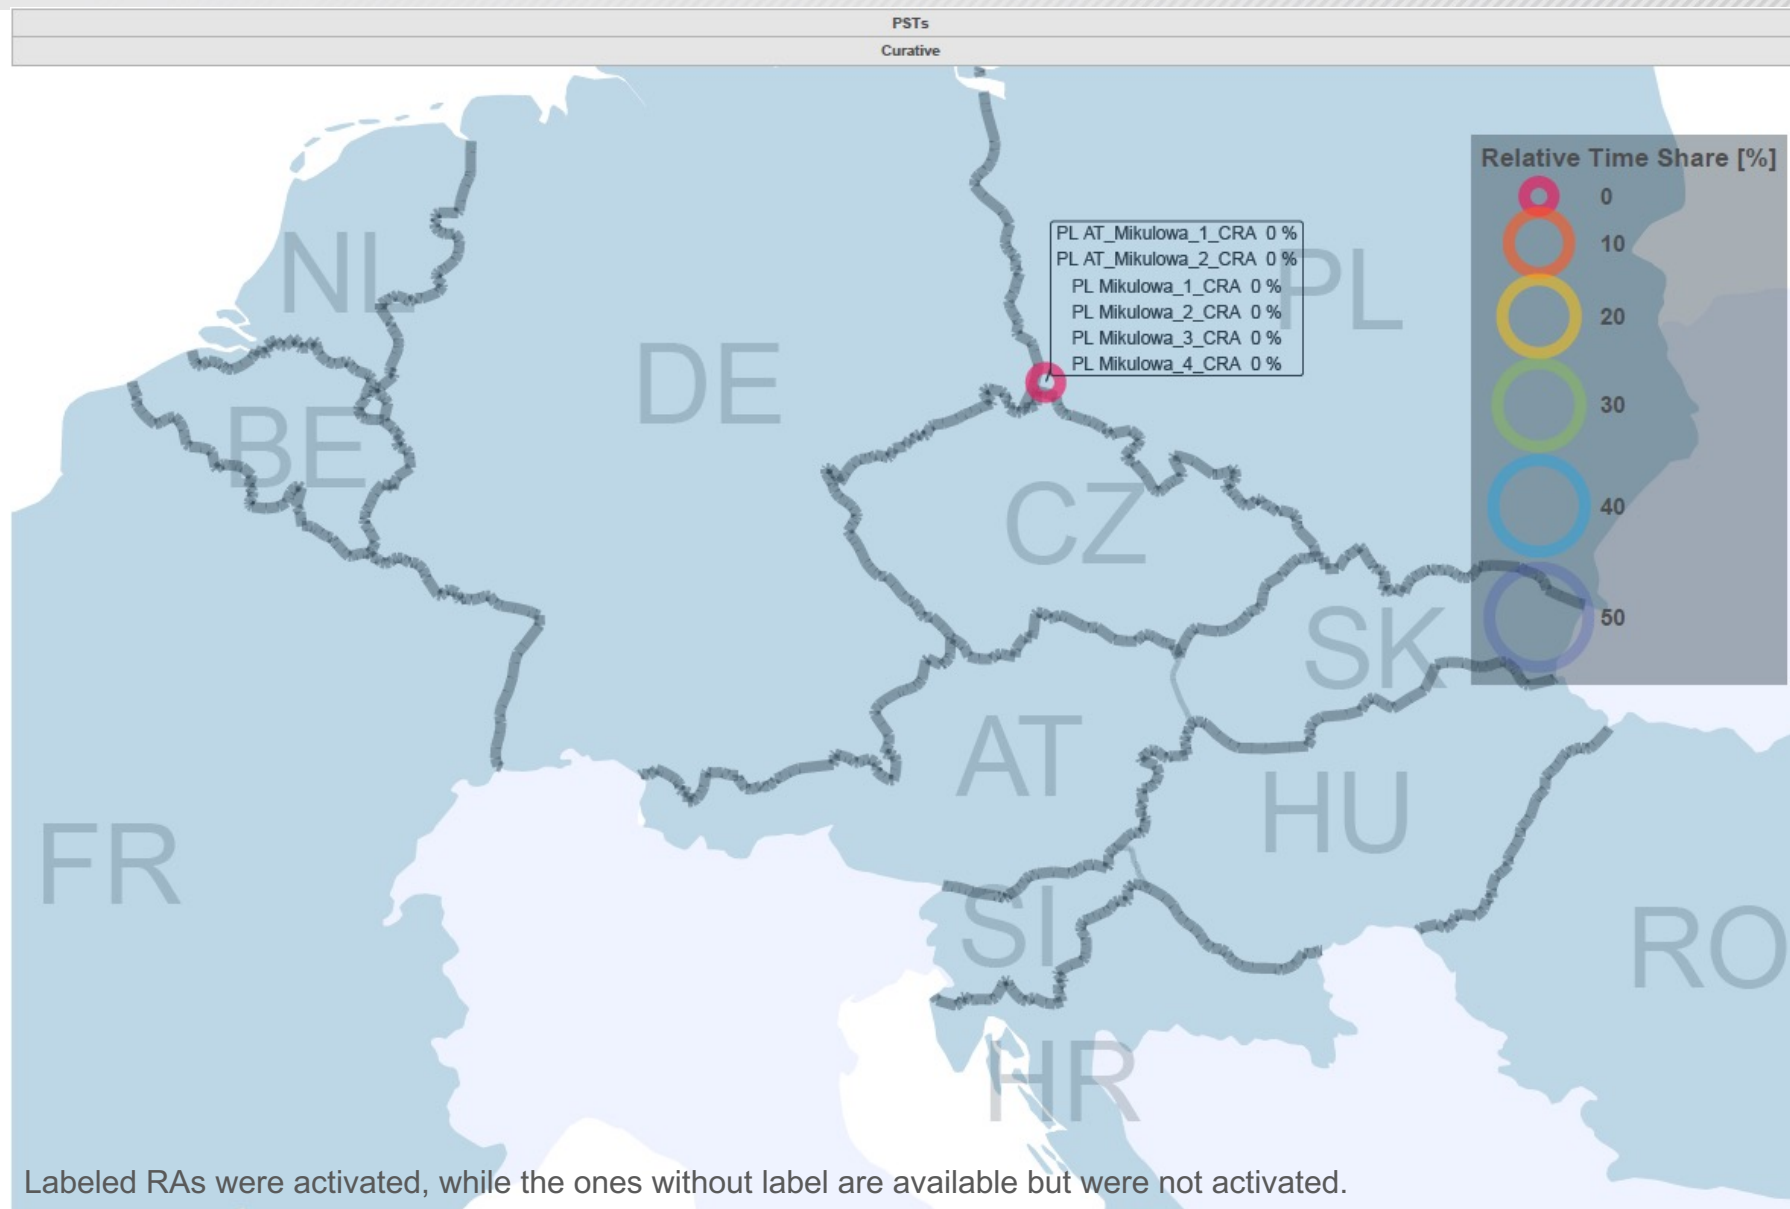 PSTs
Curative
Relative Time Share [%]
0
10
20
30
40
50
PL AT_Mikulowa_1_CRA 0 %
PL AT_Mikulowa_2_CRA 0 %
PL Mikulowa_1_CRA 0 %
PL Mikulowa_2_CRA 0 %
PL Mikulowa_3_CRA 0 %
PL Mikulowa_4_CRA 0 %
NL
PL
DE
BE
CZ
SK
AT
HU
FR
SI
RO
HR
Labeled RAs were activated, while the ones without label are available but were not activated.